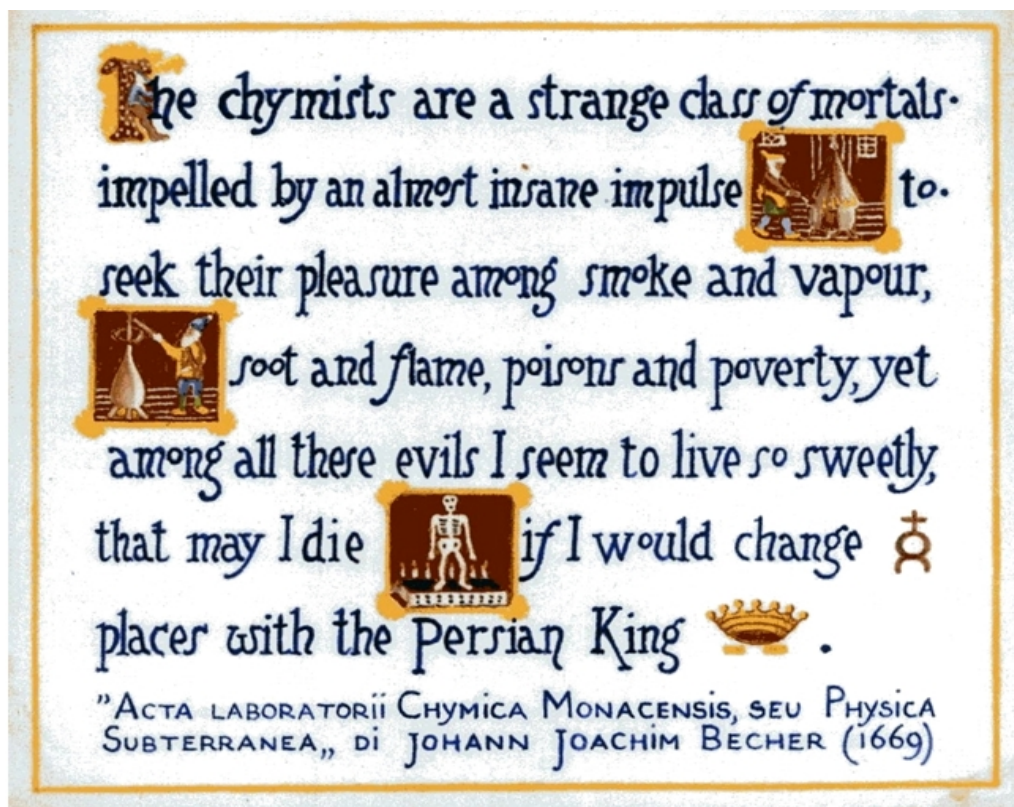 The chymists are a strange class of mortals·
impelled by an almost insane impulse to·
seek their pleasure among smoke and vapour,
soot and flame, poisons and poverty, yet
among all these evils I seem to live so sweetly,
that may I die if I would change
places with the Persian King .
"ACTA LABORATORii CHYMICA MONACENSIS, SEU PHYSICA
SUBTERRANEA„ Di JOHANN JOACHIM BECHER (1669)